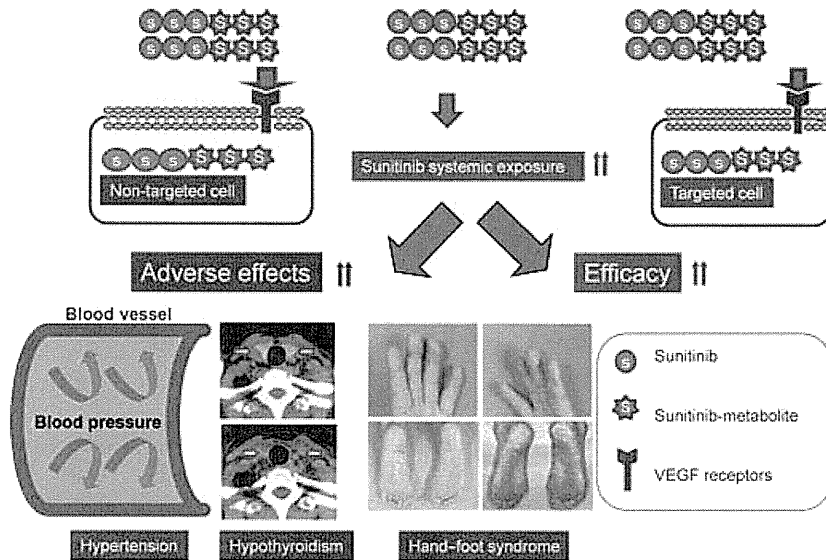 S S S S S S S S S S S S S S S S S S
S S S S S S S S S S S S S S S S S S
S S S S S S
Sunitinib systemic exposure
S S S S S S
Non-targeted cell
Targeted cell
Adverse effects
Efficacy
Blood vessel
Blood pressure
S Sunitinib
S Sunitinib-metabolite
VEGF receptors
Hypertension
Hypothyroidism
Hand–foot syndrome